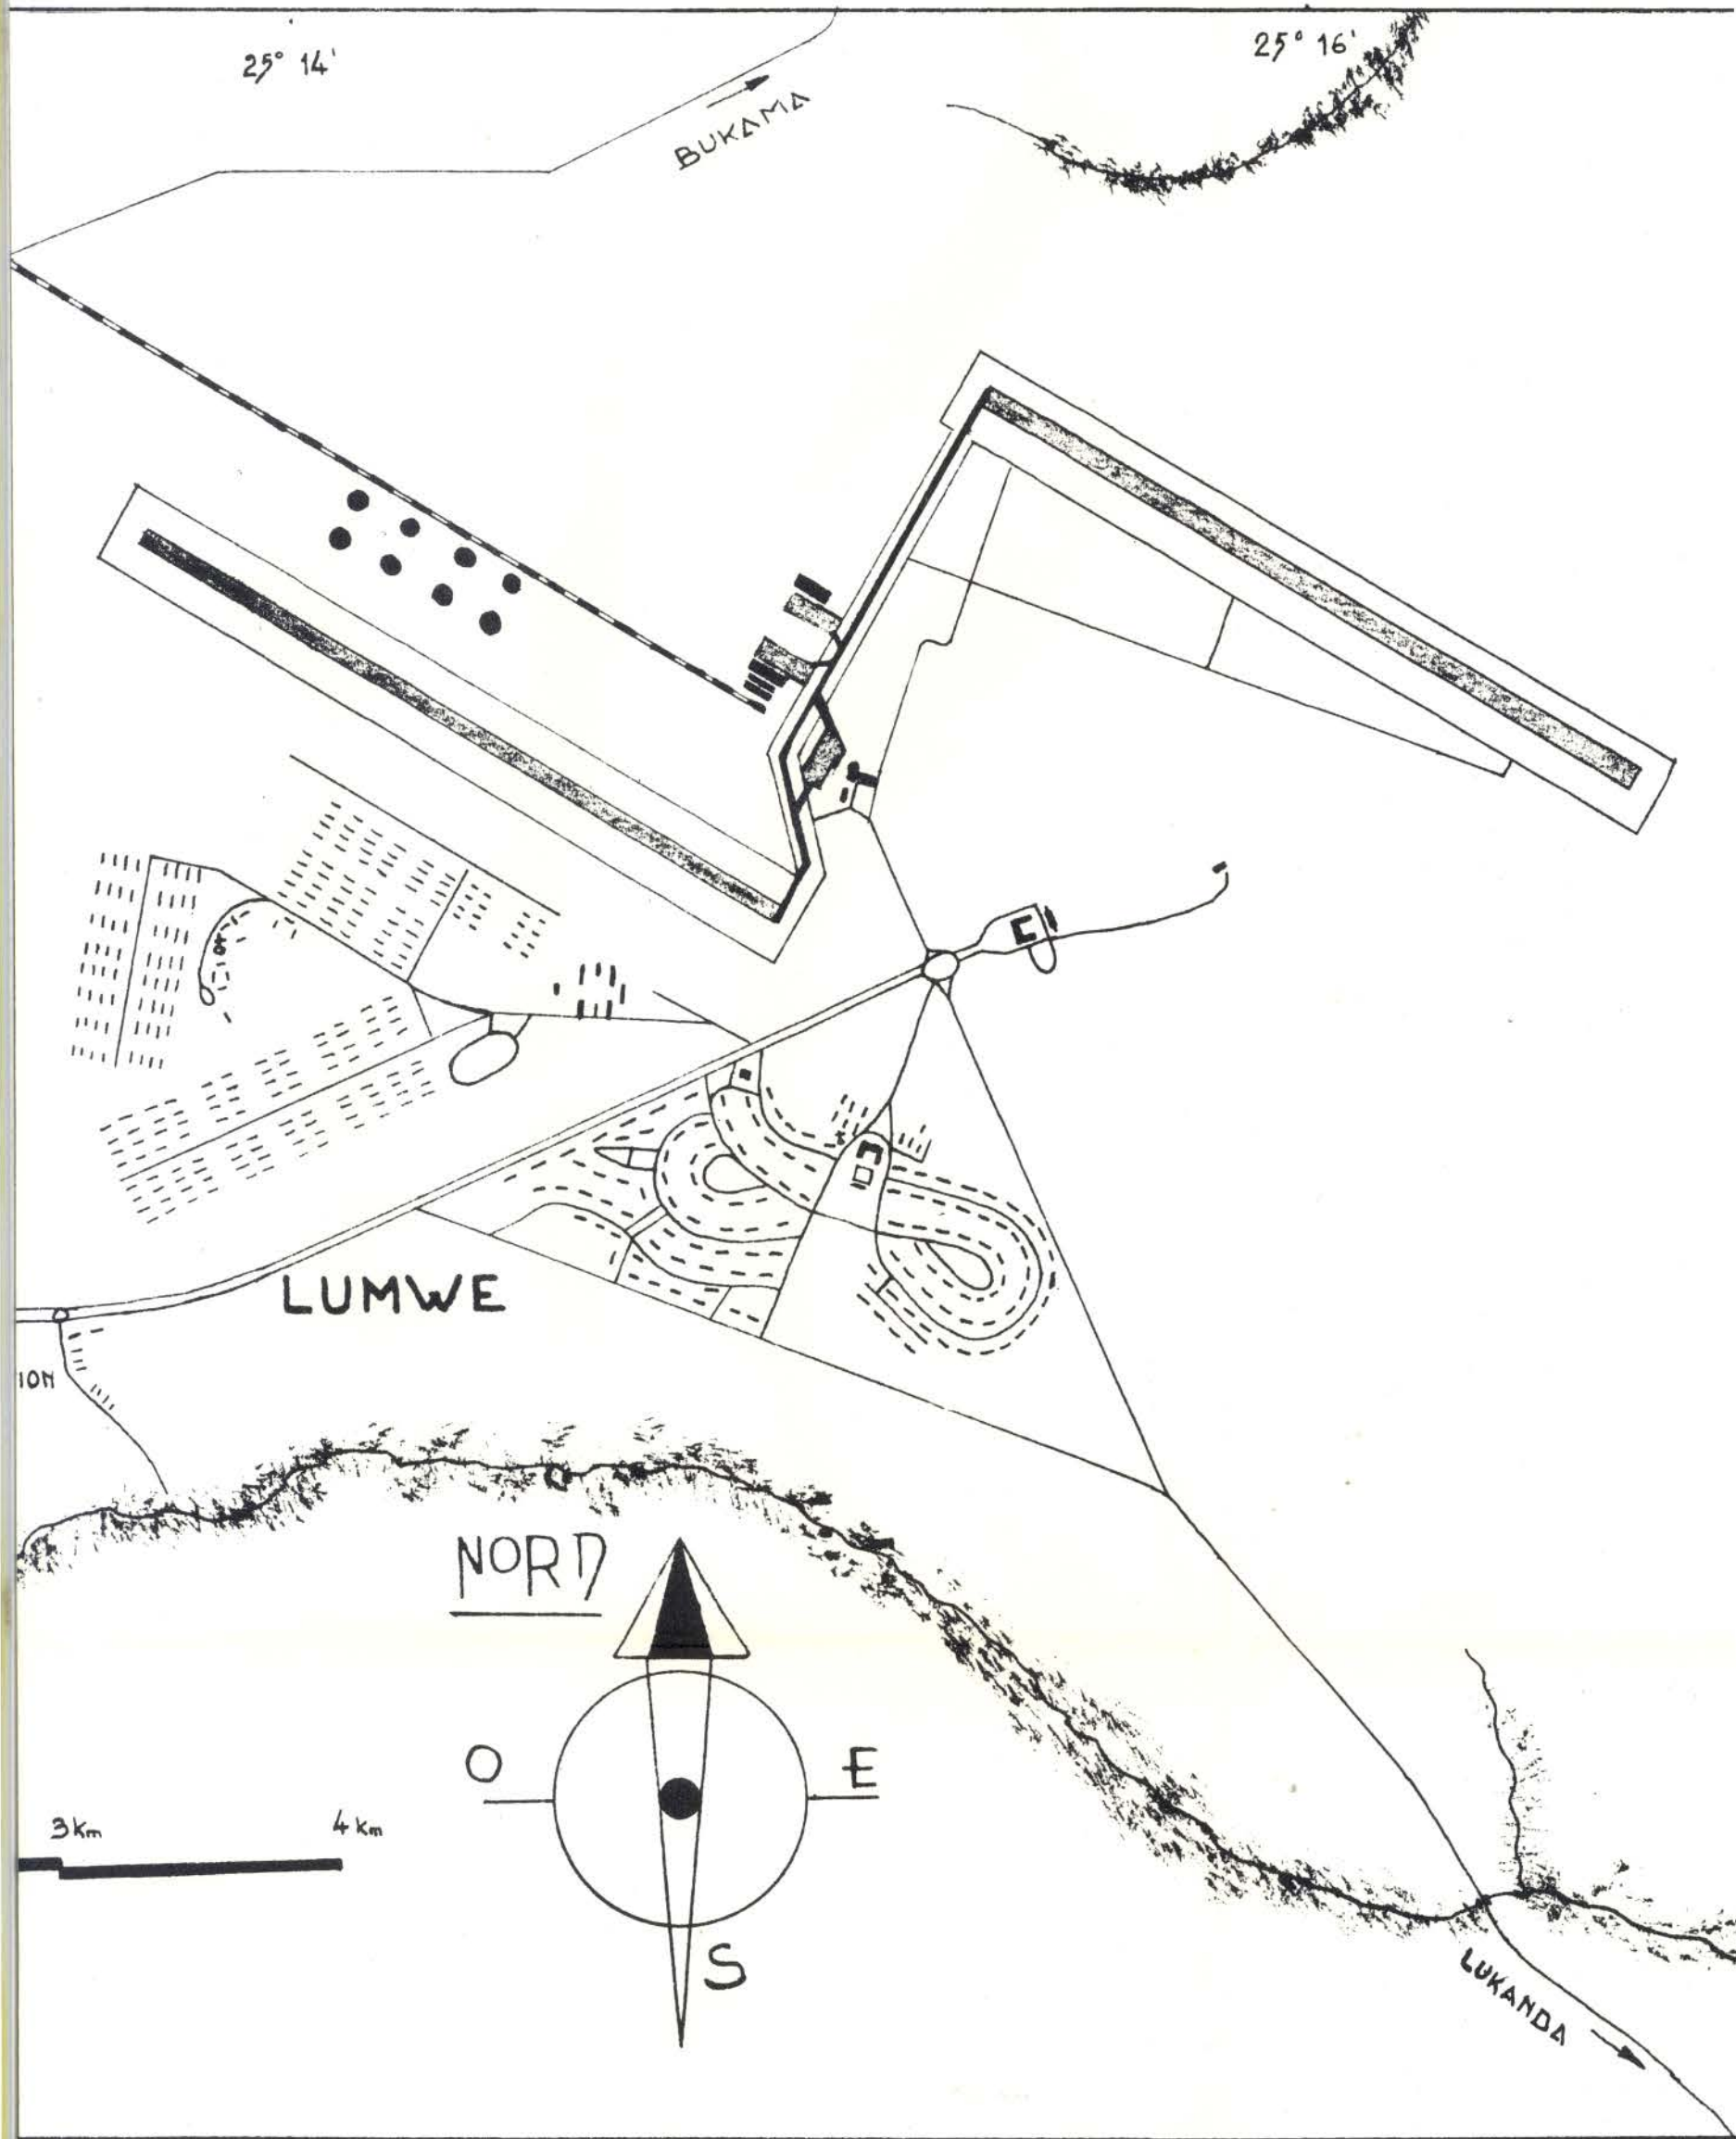 25° 14'
25° 16'
BUKAMA
LUMWE
ION
NORD
O
E
3 km
4 km
S
LUKANDA